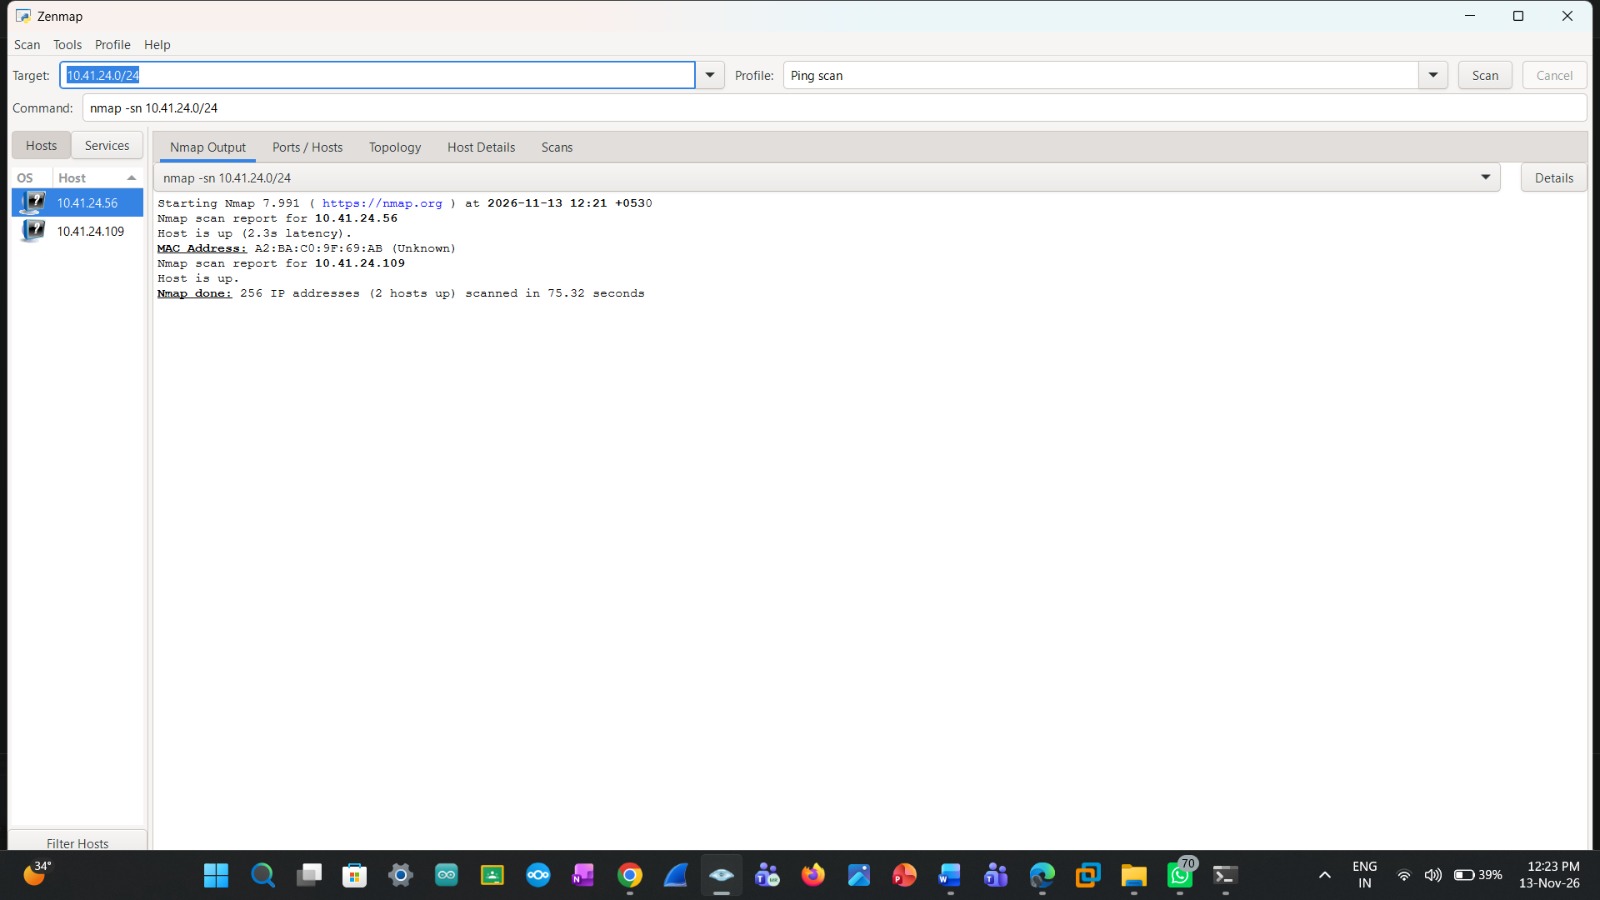 Zenmap
Scan Tools Profile Help
Target: 10.41.24.0/24 Profile: Ping scan Scan Cancel
Command: nmap -sn 10.41.24.0/24
Hosts Services Nmap Output Ports / Hosts Topology Host Details Scans
OS Host nmap -sn 10.41.24.0/24 Details
10.41.24.56
10.41.24.109
Starting Nmap 7.991 ( https://nmap.org ) at 2026-11-13 12:21 +0530
Nmap scan report for 10.41.24.56
Host is up (2.3s latency).
MAC Address: A2:BA:C0:9F:69:AB (Unknown)
Nmap scan report for 10.41.24.109
Host is up.
Nmap done: 256 IP addresses (2 hosts up) scanned in 75.32 seconds
Filter Hosts
34° 70 ENG 39% 12:23 PM
IN 13-Nov-26